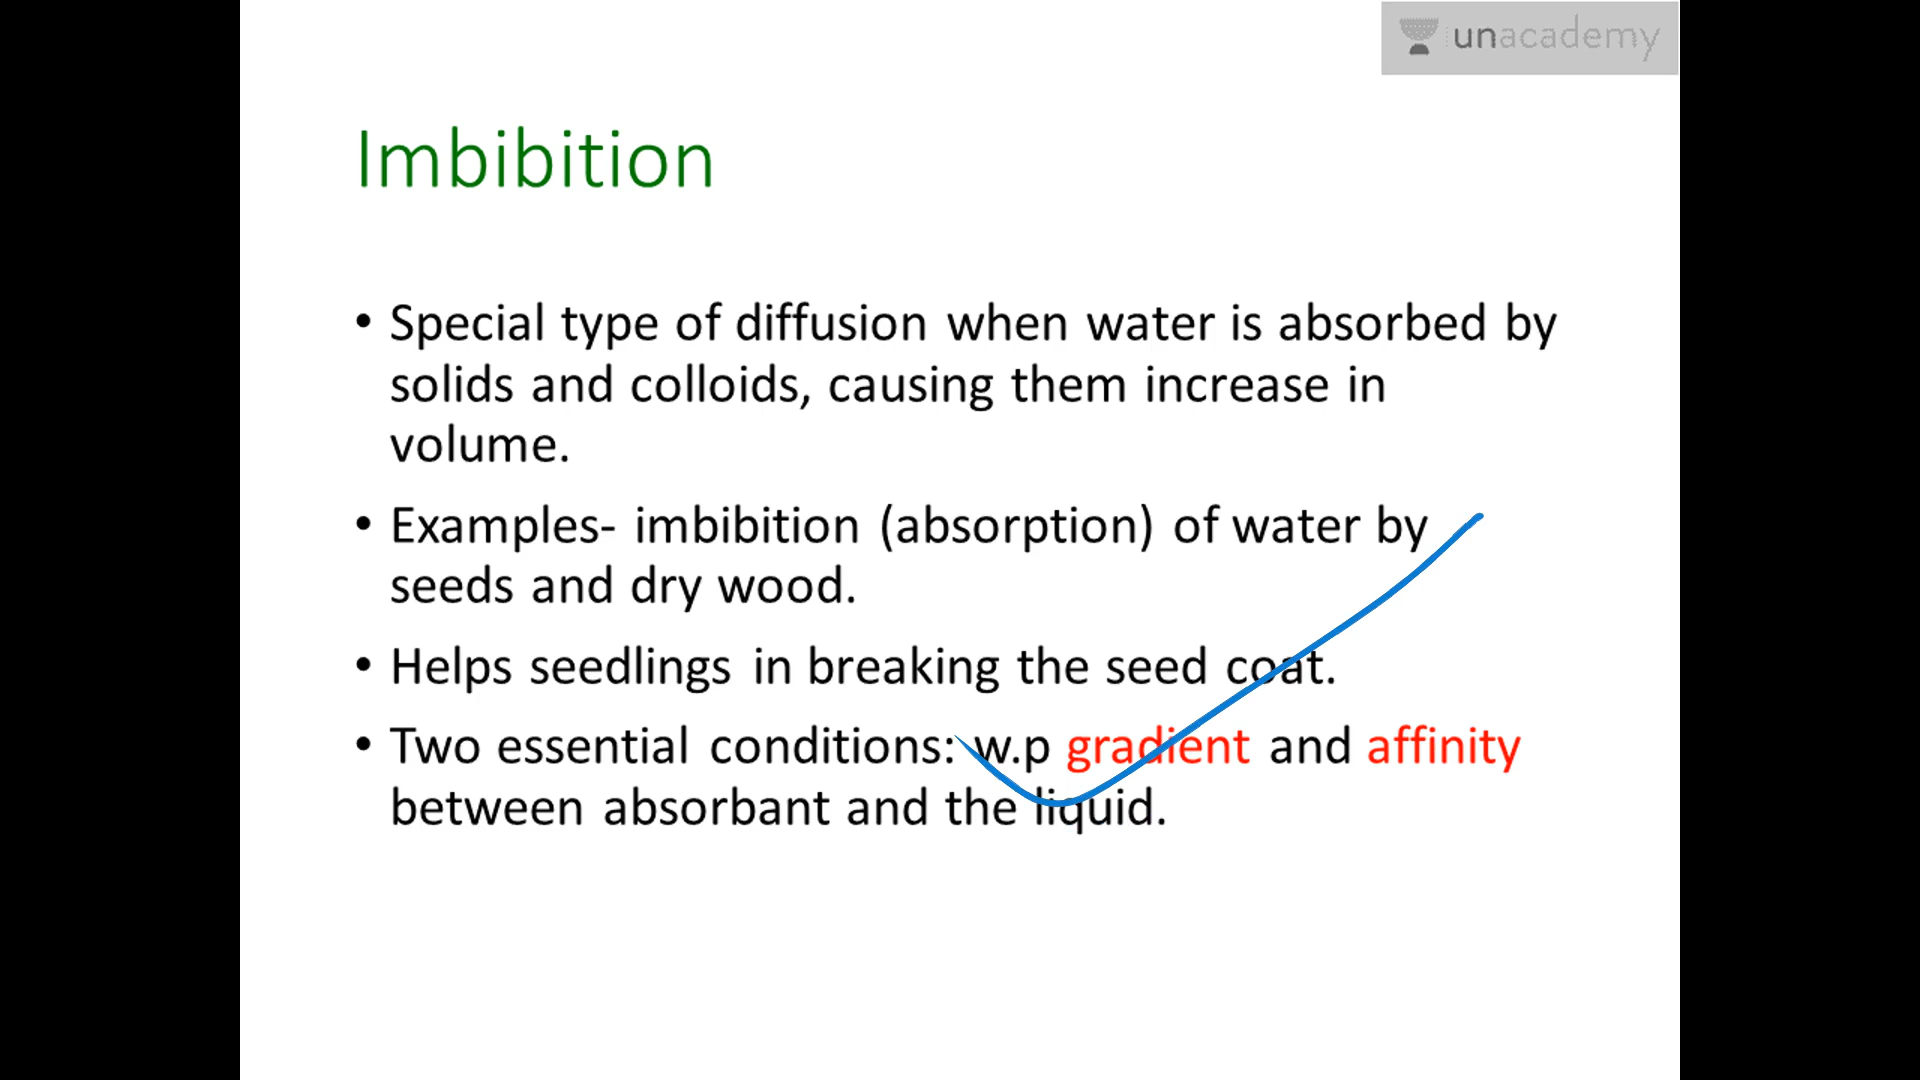 unacademy
Imbibition
• Special type of diffusion when water is absorbed by
solids and colloids, causing them increase in
volume.
• Examples- imbibition (absorption) of water by
seeds and dry wood.
• Helps seedlings in breaking the seed coat.
• Two essential conditions: w.p gradient and affinity
between absorbant and the liquid.